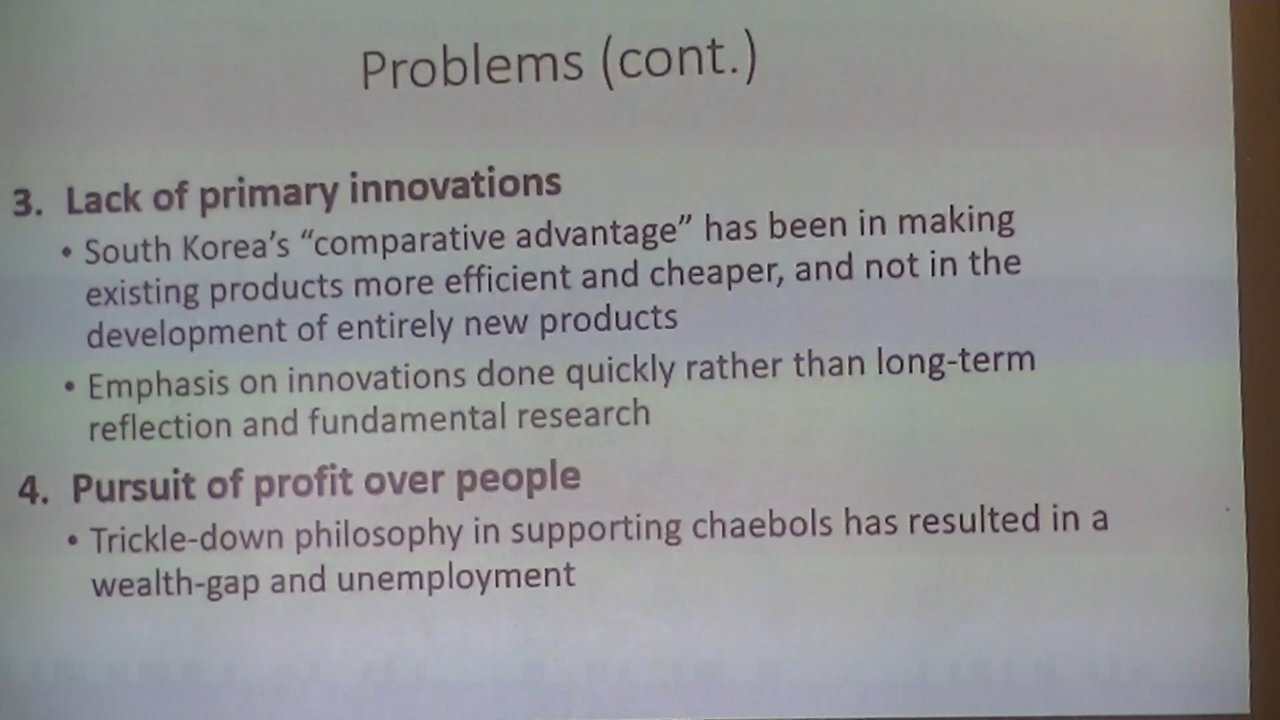 Problems (cont.)
3. Lack of primary innovations
• South Korea's “comparative advantage” has been in making
existing products more efficient and cheaper, and not in the
development of entirely new products
• Emphasis on innovations done quickly rather than long-term
reflection and fundamental research
4. Pursuit of profit over people
• Trickle-down philosophy in supporting chaebols has resulted in a
wealth-gap and unemployment